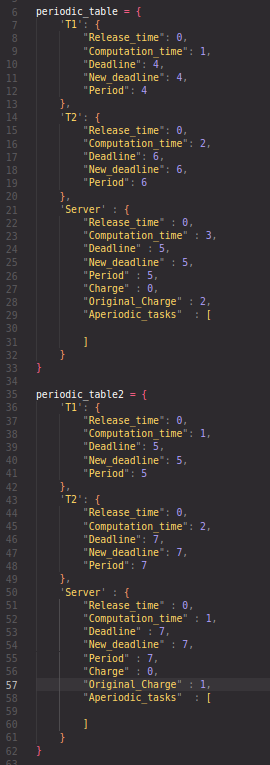 6 periodic_table = {
7 'T1': {
8 "Release_time": 0,
9 "Computation_time": 1,
10 "Deadline": 4,
11 "New_deadline": 4,
12 "Period": 4
13 },
14 'T2': {
15 "Release_time": 0,
16 "Computation_time": 2,
17 "Deadline": 6,
18 "New_deadline": 6,
19 "Period": 6
20 },
21 'Server' : {
22 "Release_time" : 0,
23 "Computation_time" : 3,
24 "Deadline" : 5,
25 "New_deadline" : 5,
26 "Period" : 5,
27 "Charge" : 0,
28 "Original_Charge" : 2,
29 "Aperiodic_tasks"  : [
30
31 ]
32 }
33 }
34
35 periodic_table2 = {
36 'T1': {
37 "Release_time": 0,
38 "Computation_time": 1,
39 "Deadline": 5,
40 "New_deadline": 5,
41 "Period": 5
42 },
43 'T2': {
44 "Release_time": 0,
45 "Computation_time": 2,
46 "Deadline": 7,
47 "New_deadline": 7,
48 "Period": 7
49 },
50 'Server' : {
51 "Release_time" : 0,
52 "Computation_time" : 1,
53 "Deadline" : 7,
54 "New_deadline" : 7,
55 "Period" : 7,
56 "Charge" : 0,
57 "Original_Charge" : 1,
58 "Aperiodic_tasks"  : [
59
60 ]
61 }
62 }
63